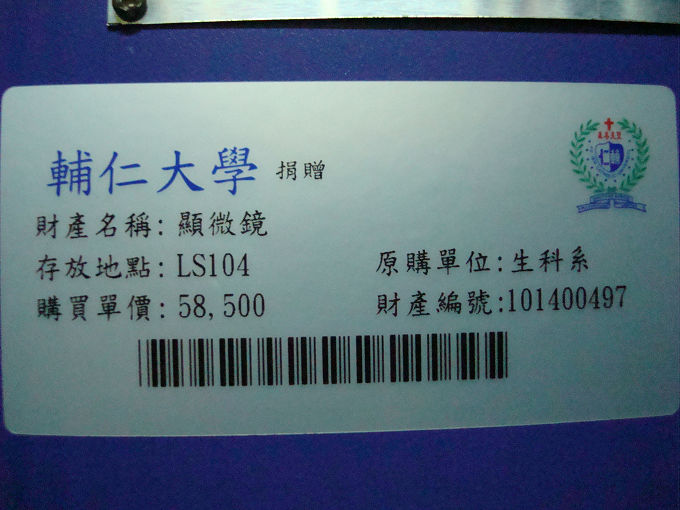 輔仁大學 捐贈
財產名稱: 顯微鏡
存放地點: LS104 原購單位:生科系
購買單價: 58,500 財產編號:101400497